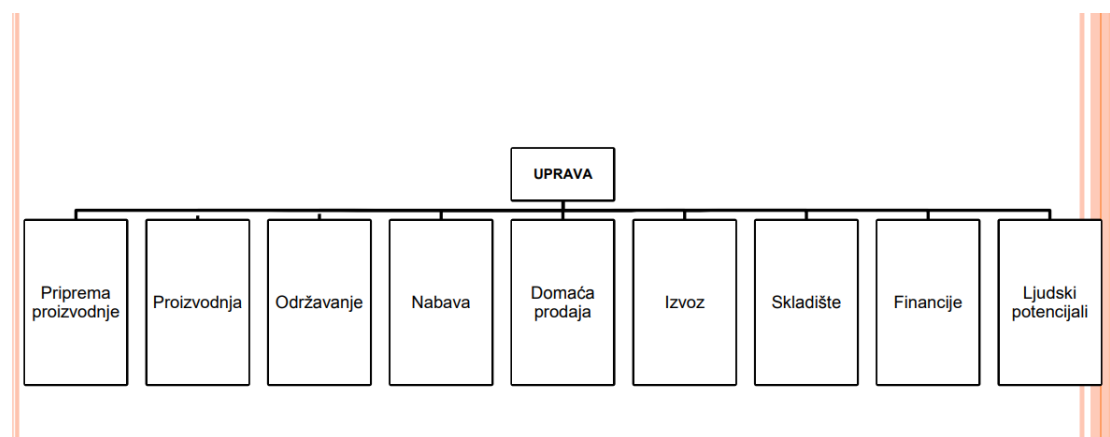 UPRAVA
Priprema
proizvodnje
Proizvodnja
Održavanje
Nabava
Domaća
prodaja
Izvoz
Skladište
Financije
Ljudski
potencijali